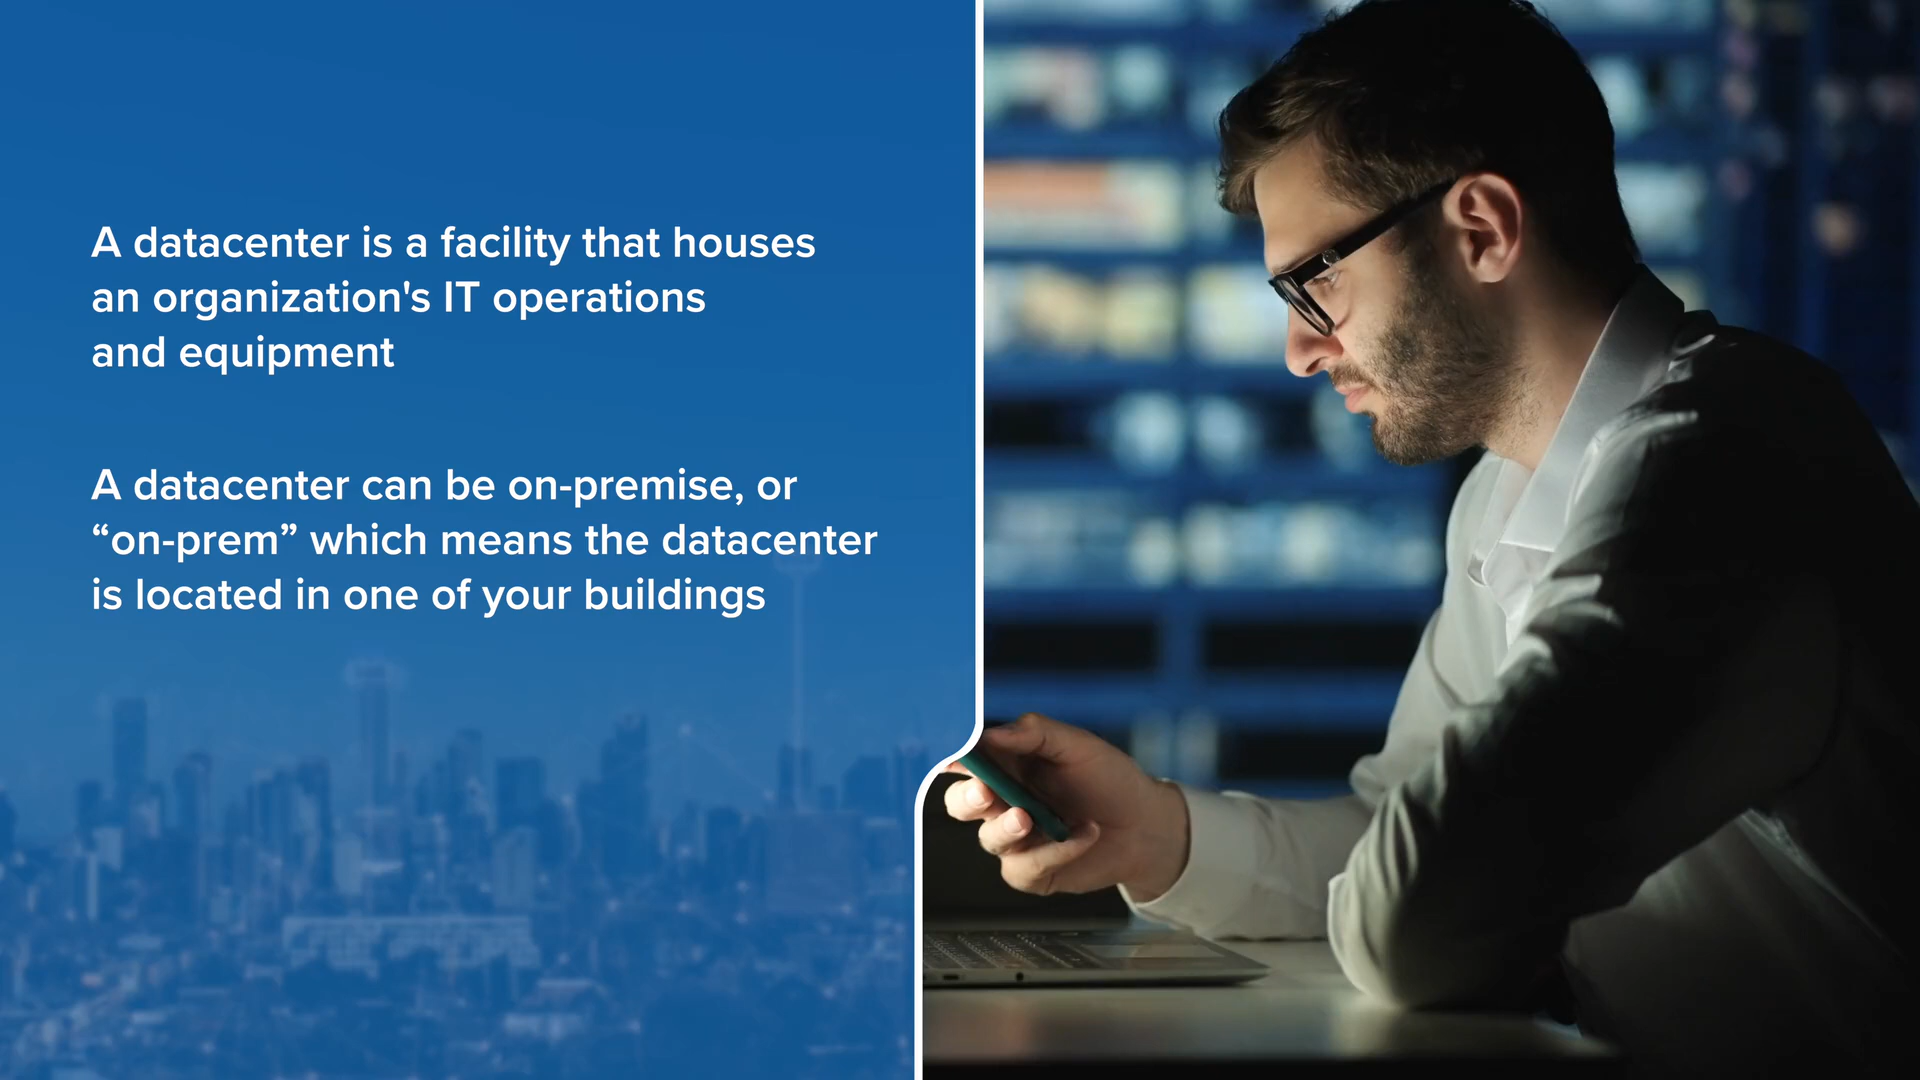 A datacenter is a facility that houses
an organization's IT operations
and equipment
A datacenter can be on-premise, or
“on-prem” which means the datacenter
is located in one of your buildings